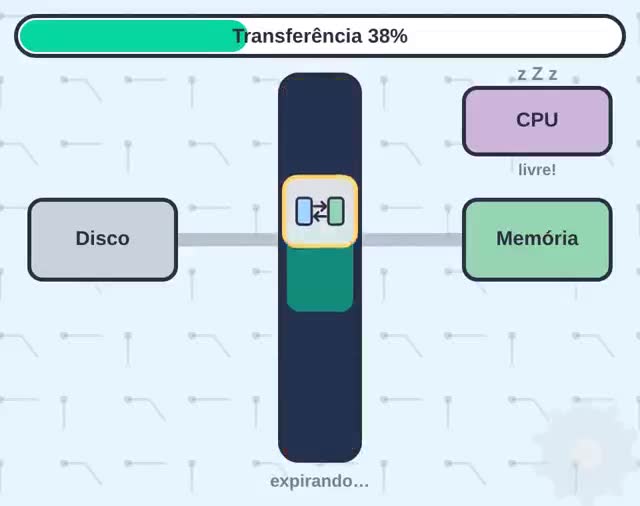 Transferência 38%
z Z z
CPU
livre!
Disco
Memória
expirando…